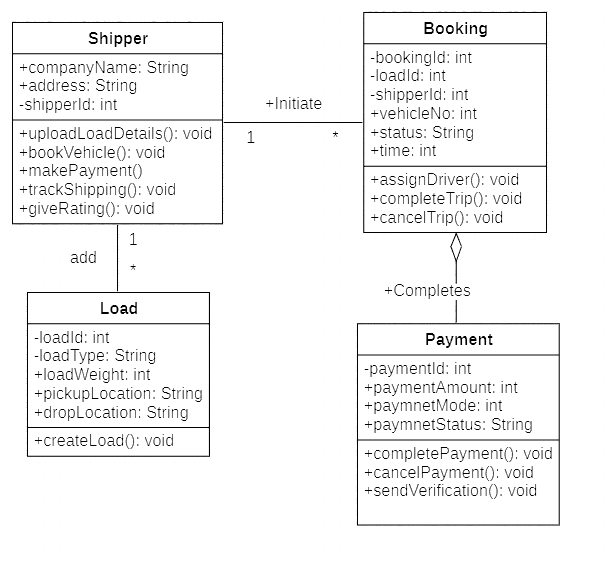 Shipper
+companyName: String
+address: String
-shipperId: int
+uploadLoadDetails(): void
+bookVehicle(): void
+makePayment()
+trackShipping(): void
+giveRating(): void
+Initiate
1
*
Booking
-bookingId: int
-loadId: int
-shipperId: int
+vehicleNo: int
+status: String
+time: int
+assignDriver(): void
+completeTrip(): void
+cancelTrip(): void
1
add
*
Load
-loadId: int
-loadType: String
+loadWeight: int
+pickupLocation: String
+dropLocation: String
+createLoad(): void
+Completes
Payment
-paymentId: int
+paymentAmount: int
+paymnetMode: int
+paymnetStatus: String
+completePayment(): void
+cancelPayment(): void
+sendVerification(): void